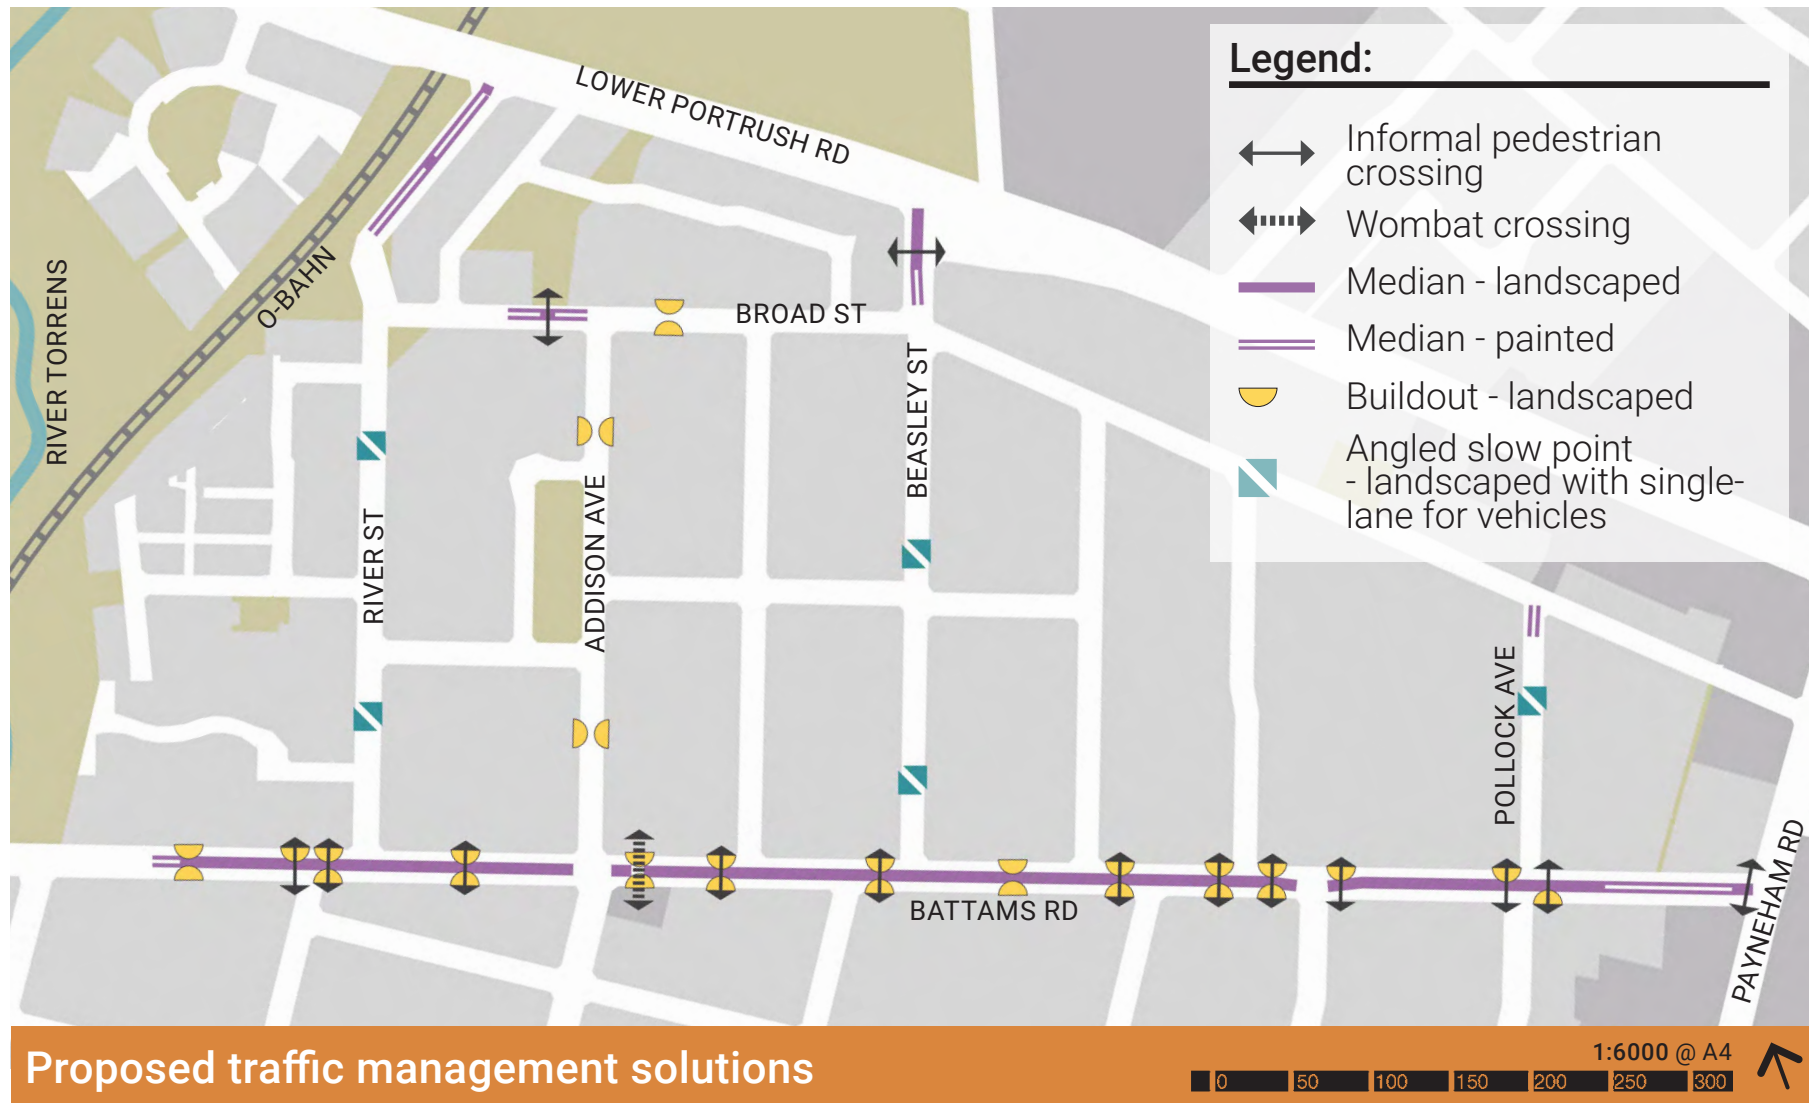 Legend:
Informal pedestrian
crossing
Wombat crossing
Median - landscaped
Median - painted
Buildout - landscaped
Angled slow point
- landscaped with single-
lane for vehicles
LOWER PORTRUSH RD
O-BAHN
RIVER TORRENS
BROAD ST
BEASLEY ST
RIVER ST
ADDISON AVE
POLLOCK AVE
BATTAMS RD
PAYNEHAM RD
Proposed traffic management solutions
1:6000 @ A4
0 50 100 150 200 250 300